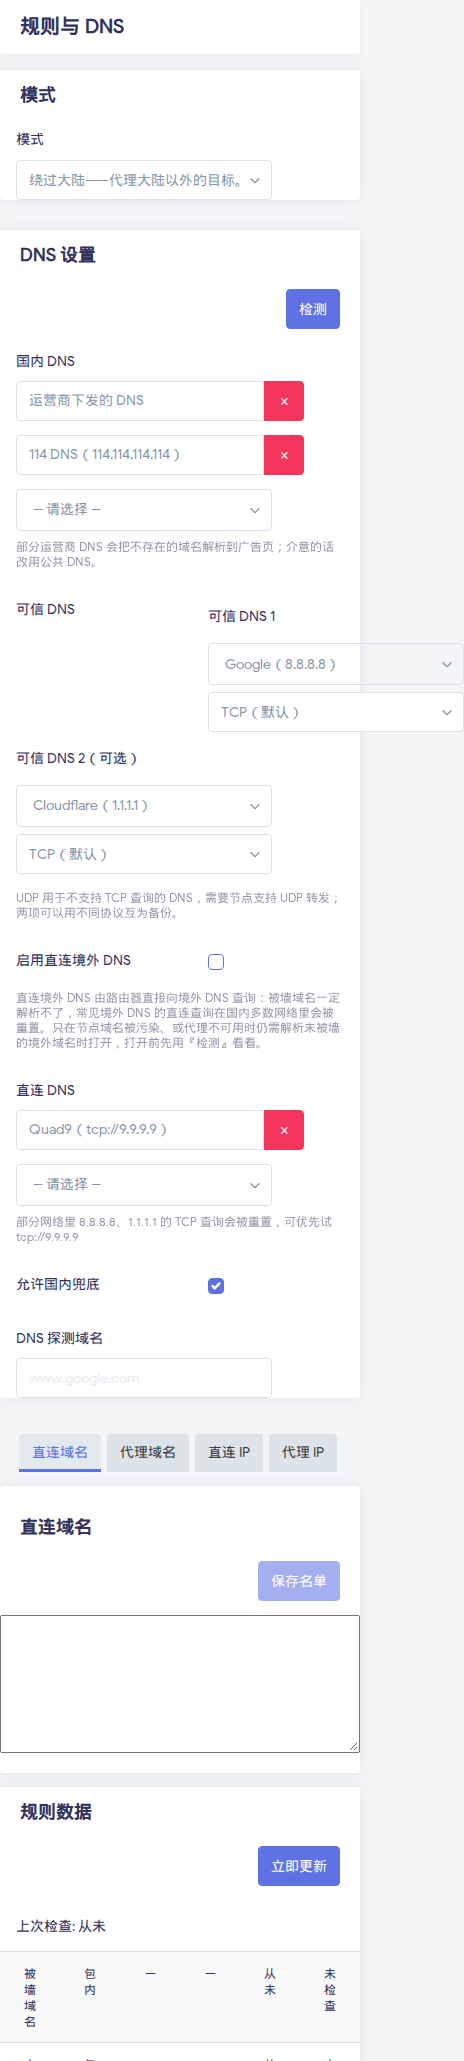 规则与 DNS
模式
模式
绕过大陆——代理大陆以外的目标。
DNS 设置
检测
国内 DNS
运营商下发的 DNS
×
114 DNS（114.114.114.114）
×
-- 请选择 --
部分运营商 DNS 会把不存在的域名解析到广告页；介意的话
改用公共 DNS。
可信 DNS
可信 DNS 1
Google（8.8.8.8）
TCP（默认）
可信 DNS 2（可选）
Cloudflare（1.1.1.1）
TCP（默认）
UDP 用于不支持 TCP 查询的 DNS，需要节点支持 UDP 转发；
两项可以用不同协议互为备份。
启用直连境外 DNS
直连境外 DNS 由路由器直接向境外 DNS 查询：被墙域名一定
解析不了，常见境外 DNS 的直连查询在国内多数网络里会被
重置。只在节点域名被污染、或代理不可用时仍需解析未被墙
的境外域名时打开，打开前先用『检测』看看。
直连 DNS
Quad9（tcp://9.9.9.9）
×
-- 请选择 --
部分网络里 8.8.8.8、1.1.1.1 的 TCP 查询会被重置，可优先试
tcp://9.9.9.9
允许国内兜底
DNS 探测域名
www.google.com
直连域名 代理域名 直连 IP 代理 IP
直连域名
保存名单
规则数据
立即更新
上次检查: 从未
被墙域名 包内 — — 从未 未检查